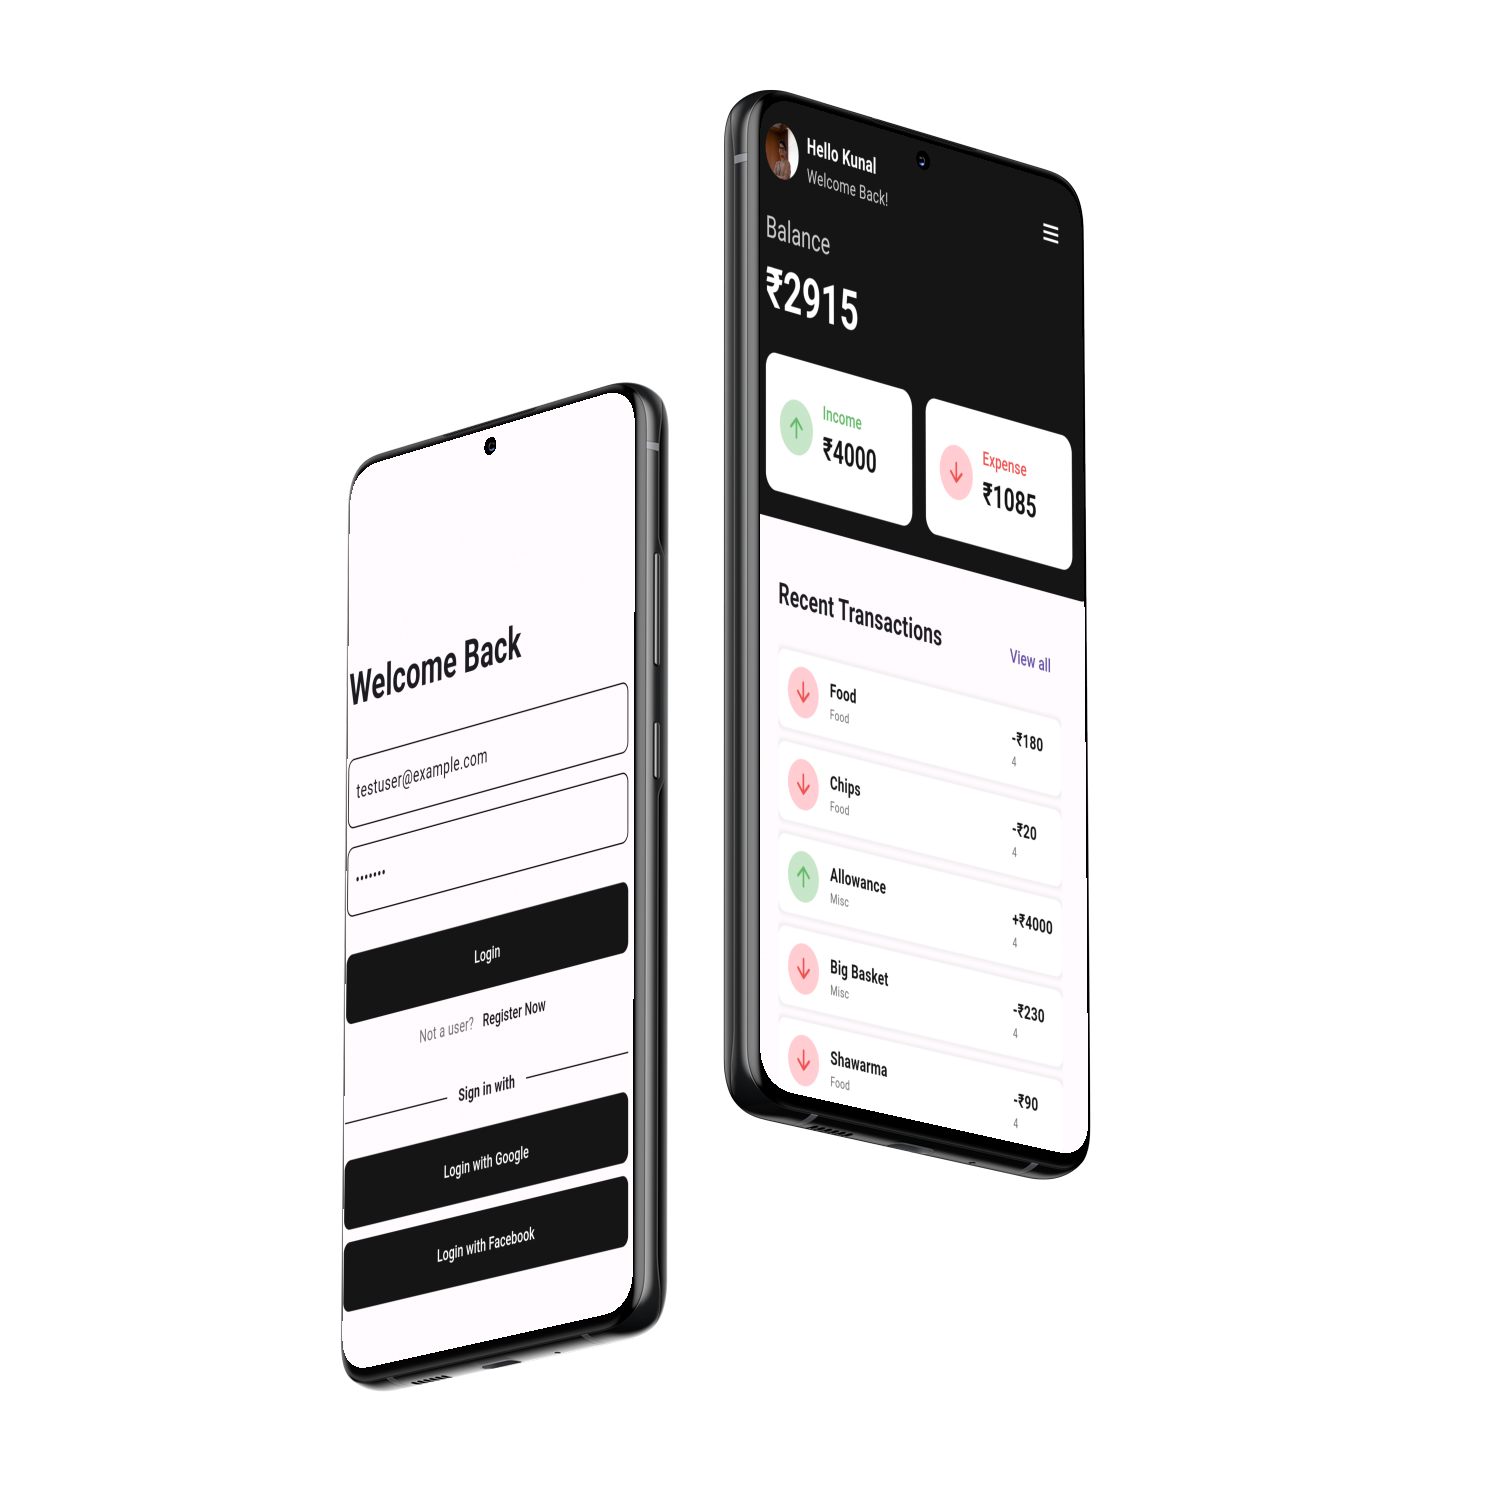 Welcome Back
testuser@example.com
•••••••
Login
Not a user? Register Now
Sign in with
Login with Google
Login with Facebook
Hello Kunal
Welcome Back!
Balance
₹2915
Income
₹4000
Expense
₹1085
Recent Transactions
View all
Food
Food
-₹180
4
Chips
Food
-₹20
4
Allowance
Misc
+₹4000
4
Big Basket
Misc
-₹230
4
Shawarma
Food
-₹90
4